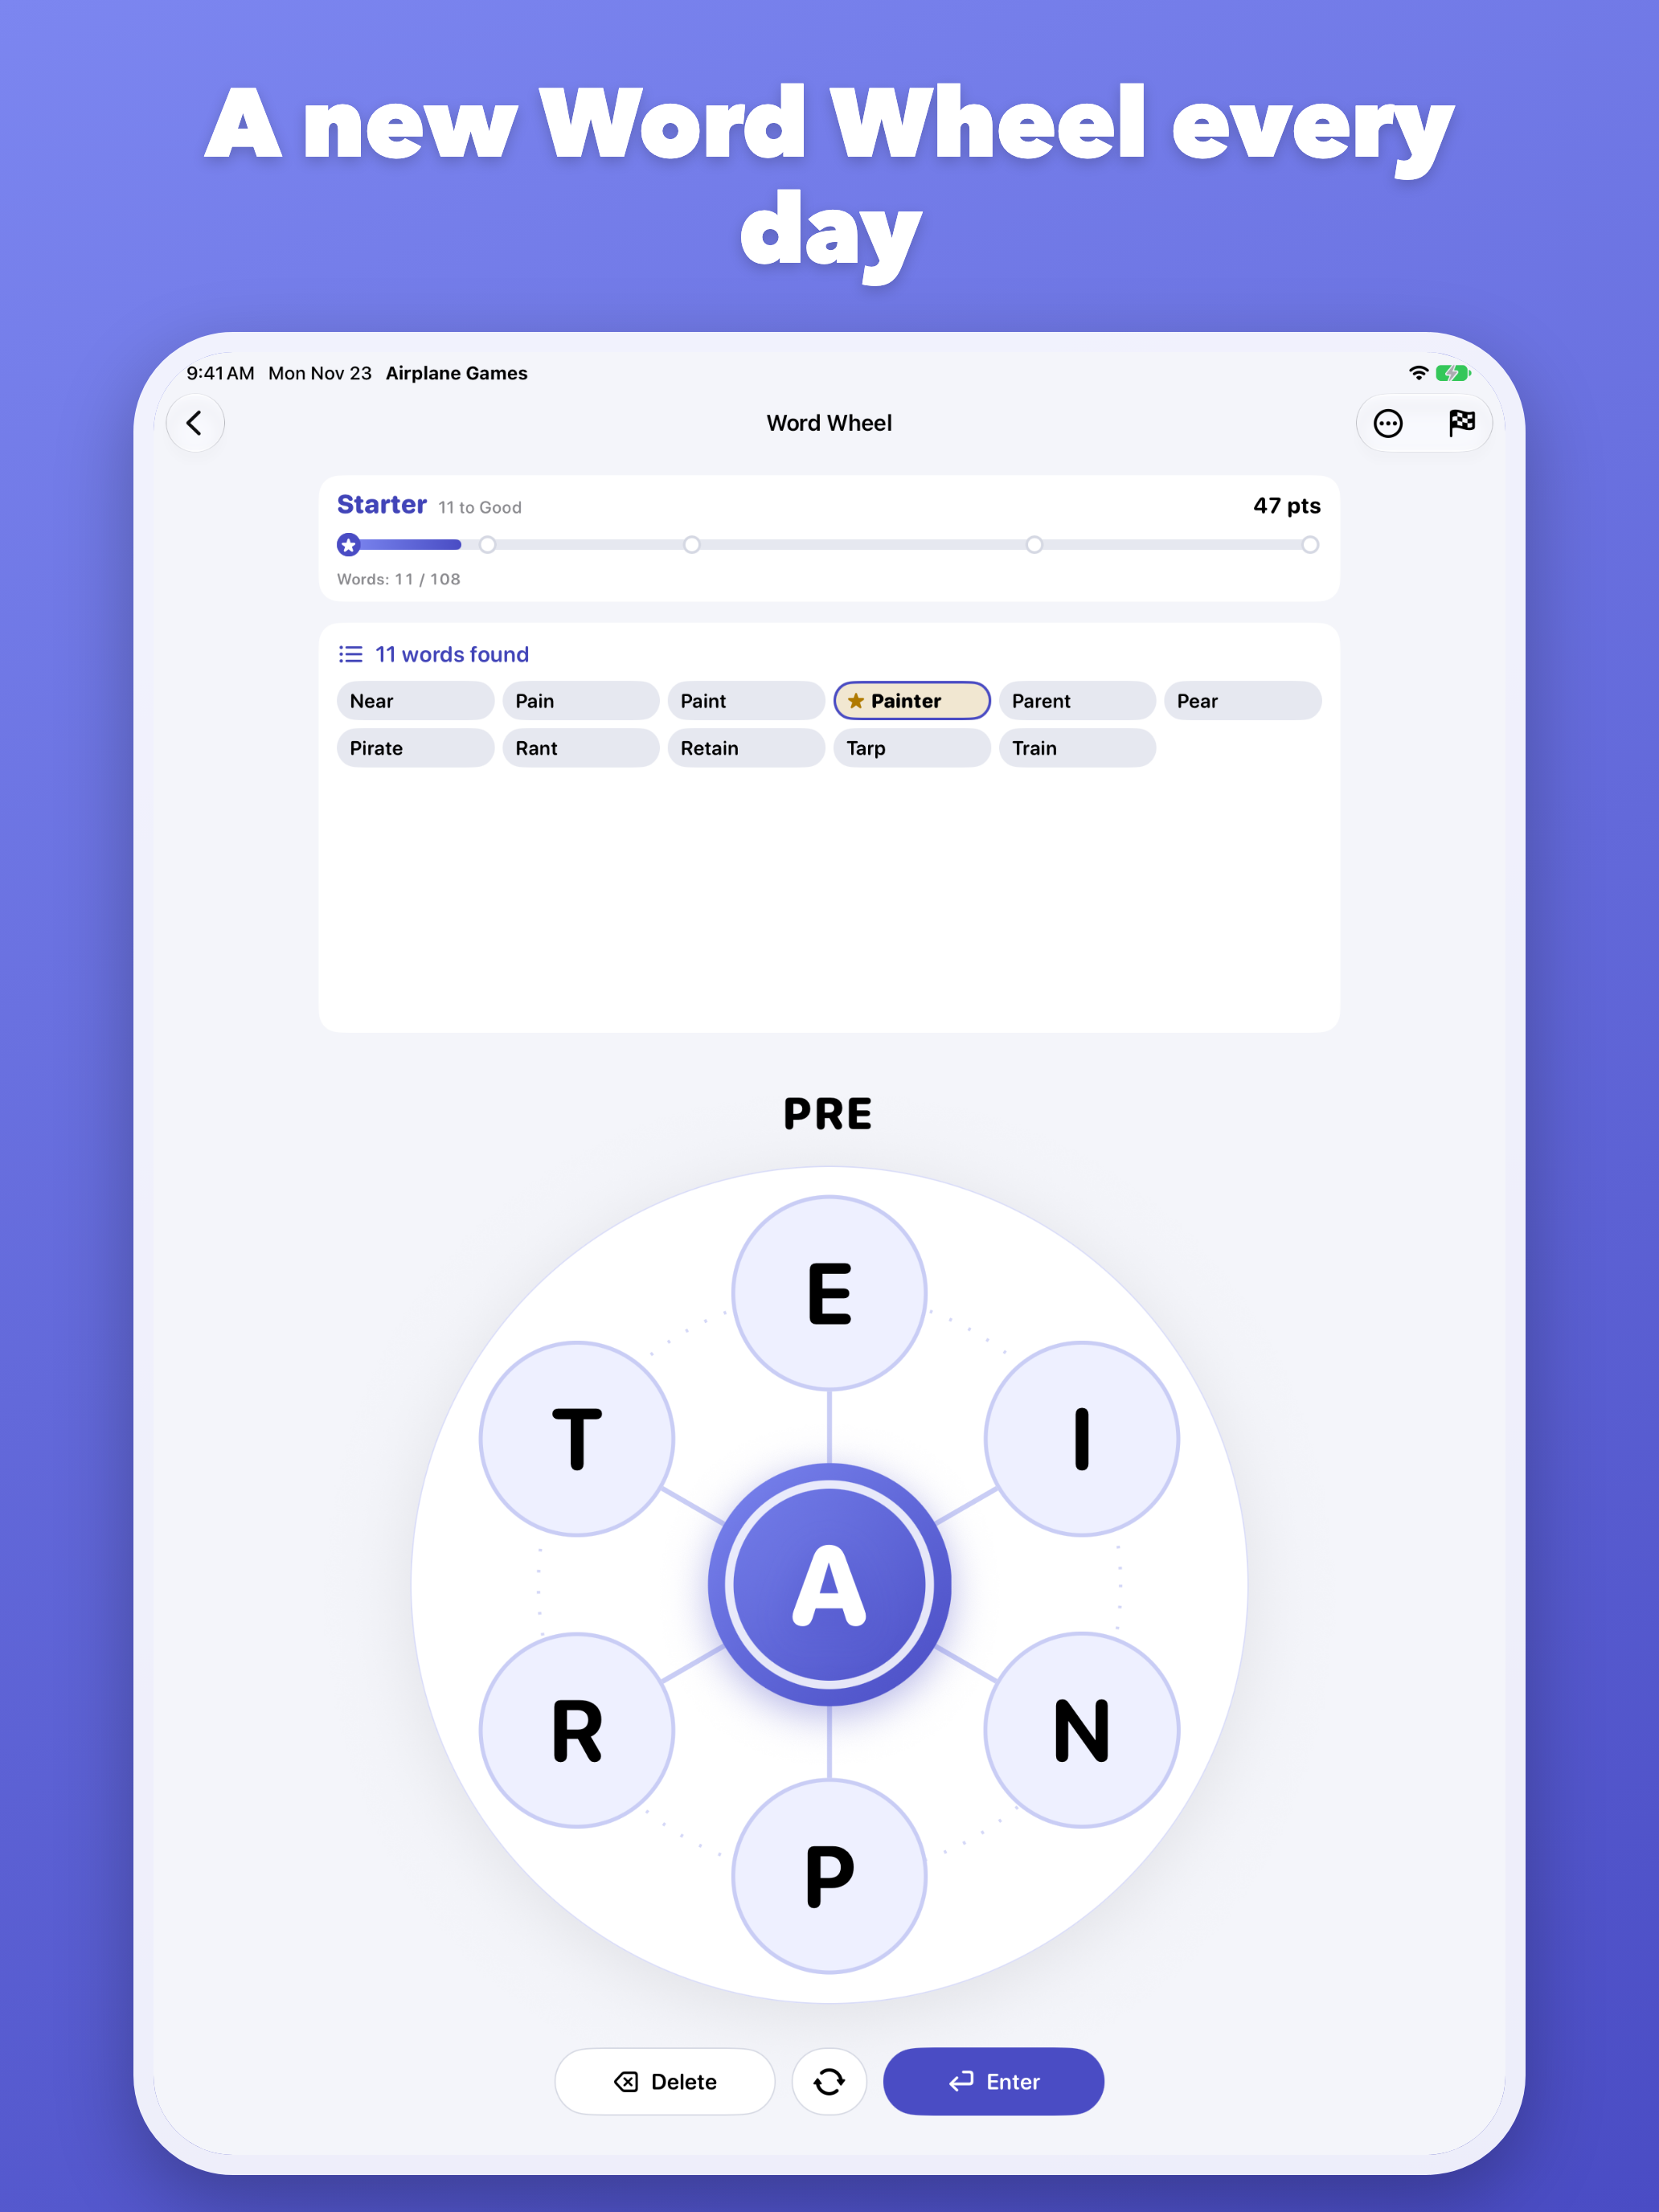 A new Word Wheel every
day
9:41 AM Mon Nov 23 Airplane Games
Word Wheel
Starter 11 to Good 47 pts
Words: 11 / 108
11 words found
Near Pain Paint Painter Parent Pear
Pirate Rant Retain Tarp Train
PRE
E
T I
A
R N
P
Delete Enter